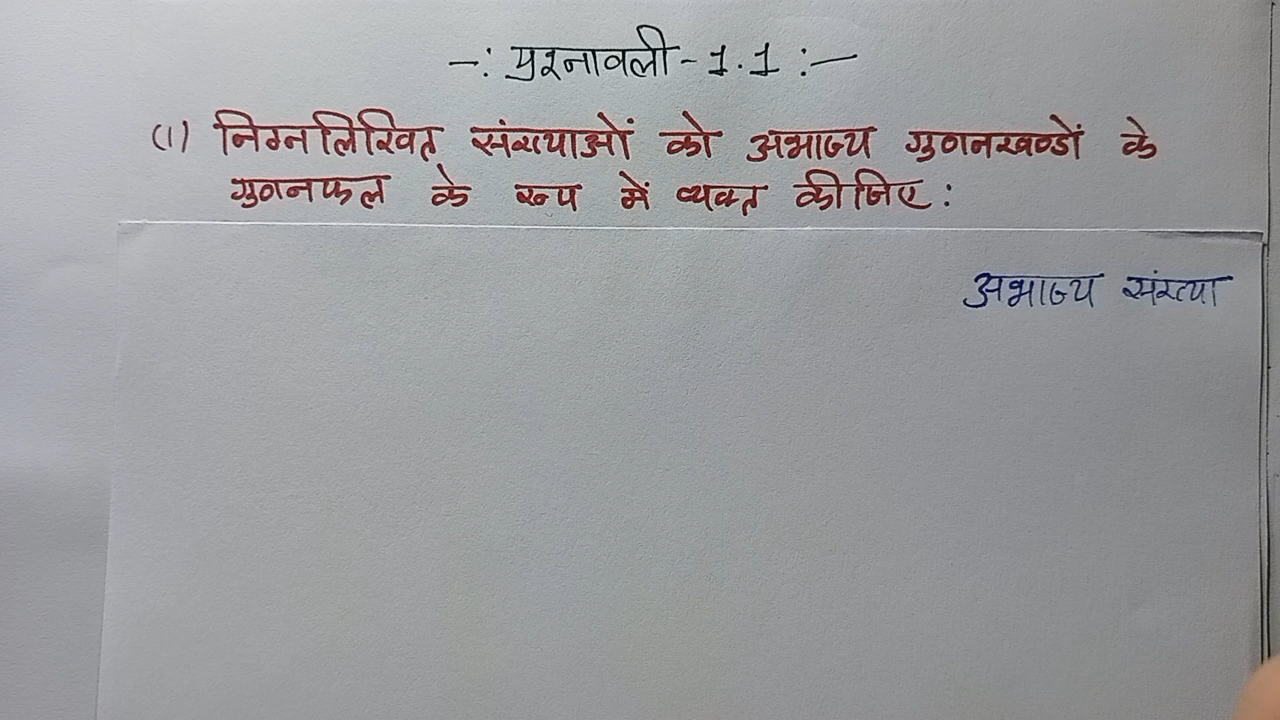 -: प्रश्नावली - 1.1 :-
(1) निम्नलिखित संख्याओं को अभाज्य गुणनखण्डों के
गुणनफल के रूप में व्यक्त कीजिए :
अभाज्य संख्या